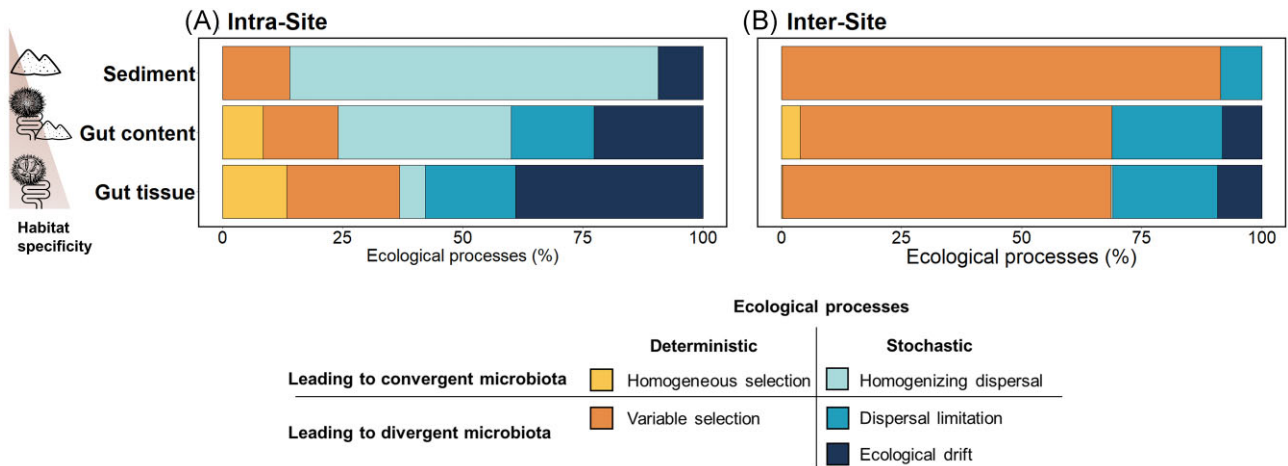 (A) Intra-Site
(B) Inter-Site
Sediment
Gut content
Gut tissue
Habitat
specificity
0 25 50 75 100
Ecological processes (%)
0 25 50 75 100
Ecological processes (%)
Ecological processes
Deterministic
Stochastic
Leading to convergent microbiota
Homogeneous selection
Homogenizing dispersal
Leading to divergent microbiota
Variable selection
Dispersal limitation
Ecological drift